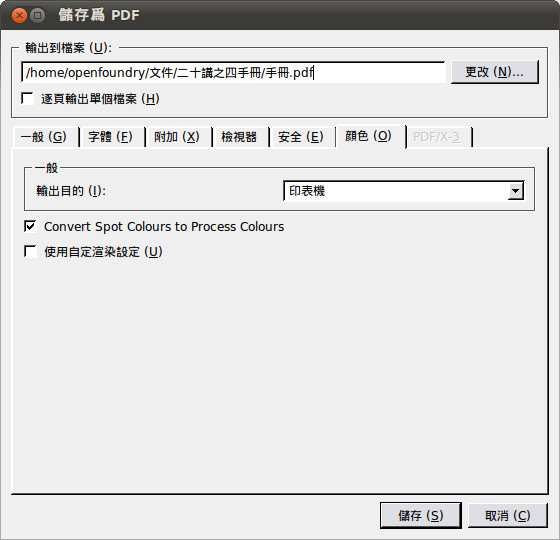 儲存爲 PDF
輸出到檔案 (U):
/home/openfoundry/文件/二十講之四手冊/手冊.pdf
更改 (N)...
逐頁輸出單個檔案 (H)
一般 (G) 字體 (F) 附加 (X) 檢視器 安全 (E) 顏色 (O) PDF/X-3
一般
輸出目的 (I): 印表機
Convert Spot Colours to Process Colours
使用自定渲染設定 (U)
儲存 (S) 取消 (C)